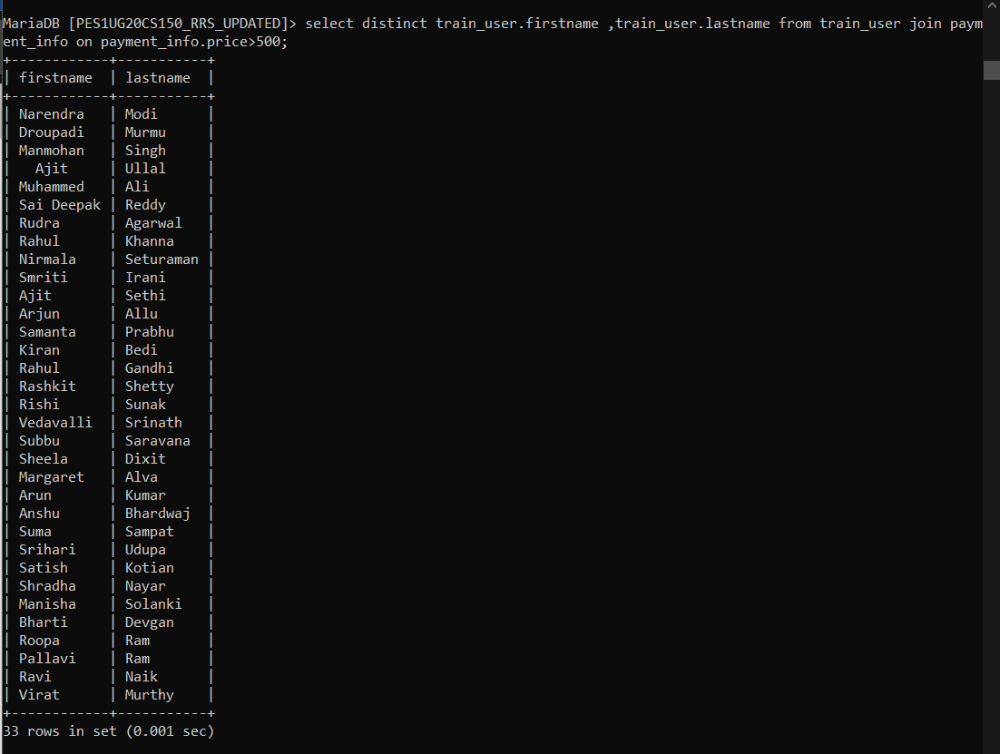 MariaDB [PES1UG20CS150_RRS_UPDATED]> select distinct train_user.firstname ,train_user.lastname from train_user join paym
ent_info on payment_info.price>500;
+------------+-----------+
| firstname  | lastname  |
+------------+-----------+
| Narendra   | Modi      |
| Droupadi   | Murmu     |
| Manmohan   | Singh     |
|   Ajit     | Ullal     |
| Muhammed   | Ali       |
| Sai Deepak | Reddy     |
| Rudra      | Agarwal   |
| Rahul      | Khanna    |
| Nirmala    | Seturaman |
| Smriti     | Irani     |
| Ajit       | Sethi     |
| Arjun      | Allu      |
| Samanta    | Prabhu    |
| Kiran      | Bedi      |
| Rahul      | Gandhi    |
| Rashkit    | Shetty    |
| Rishi      | Sunak     |
| Vedavalli  | Srinath   |
| Subbu      | Saravana  |
| Sheela     | Dixit     |
| Margaret   | Alva      |
| Arun       | Kumar     |
| Anshu      | Bhardwaj  |
| Suma       | Sampat    |
| Srihari    | Udupa     |
| Satish     | Kotian    |
| Shradha    | Nayar     |
| Manisha    | Solanki   |
| Bharti     | Devgan    |
| Roopa      | Ram       |
| Pallavi    | Ram       |
| Ravi       | Naik      |
| Virat      | Murthy    |
+------------+-----------+
33 rows in set (0.001 sec)